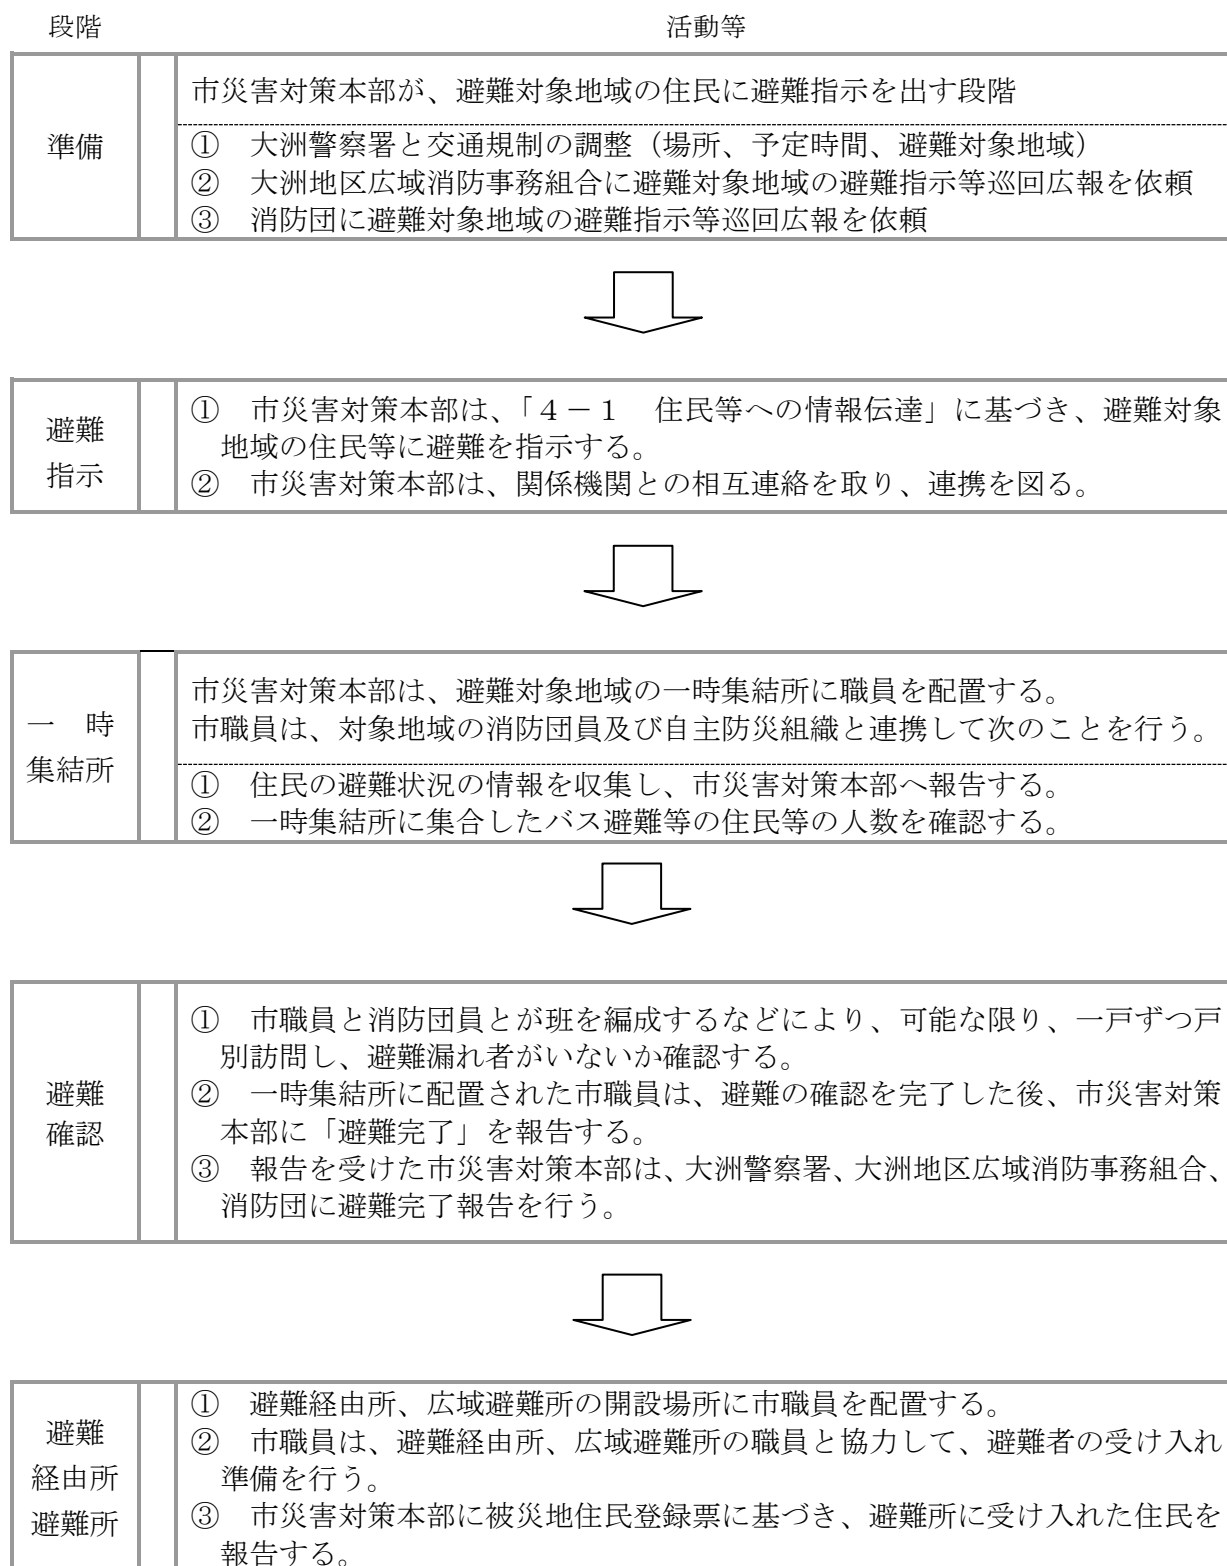 段階 活動等
市災害対策本部が、避難対象地域の住民に避難指示を出す段階
準備
① 大洲警察署と交通規制の調整（場所、予定時間、避難対象地域）
② 大洲地区広域消防事務組合に避難対象地域の避難指示等巡回広報を依頼
③ 消防団に避難対象地域の避難指示等巡回広報を依頼
避難
指示
① 市災害対策本部は、「４－１ 住民等への情報伝達」に基づき、避難対象
地域の住民等に避難を指示する。
② 市災害対策本部は、関係機関との相互連絡を取り、連携を図る。
一 時
集結所
市災害対策本部は、避難対象地域の一時集結所に職員を配置する。
市職員は、対象地域の消防団員及び自主防災組織と連携して次のことを行う。
① 住民の避難状況の情報を収集し、市災害対策本部へ報告する。
② 一時集結所に集合したバス避難等の住民等の人数を確認する。
避難
確認
① 市職員と消防団員とが班を編成するなどにより、可能な限り、一戸ずつ戸
別訪問し、避難漏れ者がいないか確認する。
② 一時集結所に配置された市職員は、避難の確認を完了した後、市災害対策
本部に「避難完了」を報告する。
③ 報告を受けた市災害対策本部は、大洲警察署、大洲地区広域消防事務組合、
消防団に避難完了報告を行う。
避難
経由所
避難所
① 避難経由所、広域避難所の開設場所に市職員を配置する。
② 市職員は、避難経由所、広域避難所の職員と協力して、避難者の受け入れ
準備を行う。
③ 市災害対策本部に被災地住民登録票に基づき、避難所に受け入れた住民を
報告する。